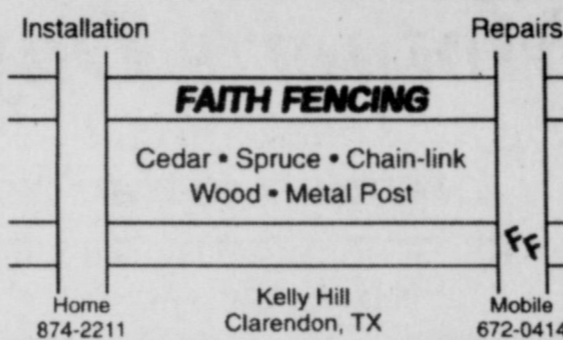 Installation Repairs
FAITH FENCING
Cedar • Spruce • Chain-link
Wood • Metal Post
FF
Home Kelly Hill Mobile
874-2211 Clarendon, TX 672-0414